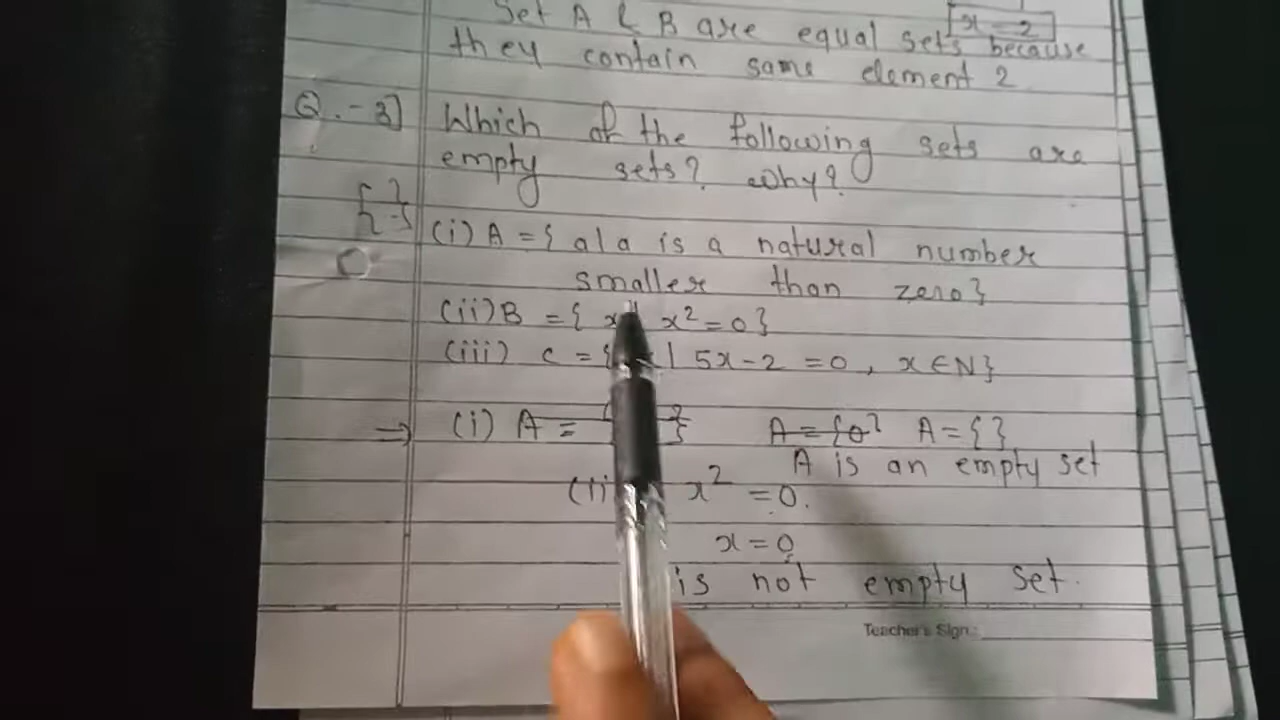 Set A & B are equal sets because
x = 2
they contain same element 2
Q.-3] Which of the following sets are
empty sets? why?
{ }
(i) A = { a | a is a natural number
smaller than zero}
(ii) B = { x | x² = 0 }
(iii) c = { | 5x - 2 = 0, x ∈ N}
⇒ (i) A = { } A = {0} A = { }
A is an empty set
(ii x² = 0.
x = 0
is not empty set.
Teacher's Sign.: